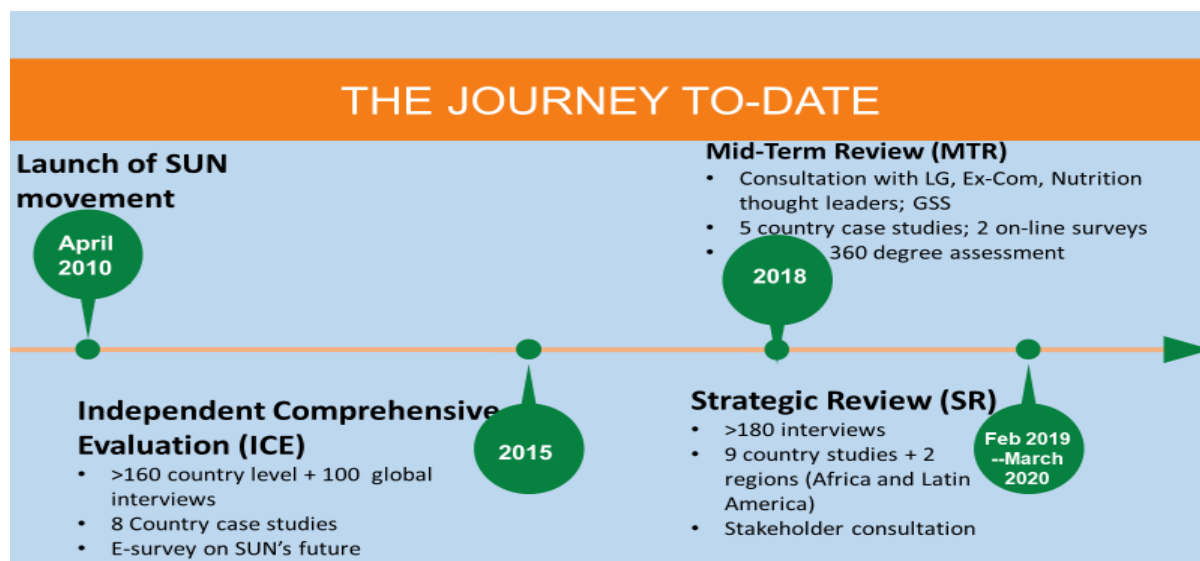 THE JOURNEY TO-DATE
Launch of SUN
movement
April
2010
Mid-Term Review (MTR)
• Consultation with LG, Ex-Com, Nutrition
thought leaders; GSS
• 5 country case studies; 2 on-line surveys
• 360 degree assessment
2018
Independent Comprehensive
Evaluation (ICE)
• >160 country level + 100 global
interviews
• 8 Country case studies
• E-survey on SUN's future
2015
Strategic Review (SR)
• >180 interviews
• 9 country studies + 2
regions (Africa and Latin
America)
• Stakeholder consultation
Feb 2019
--March
2020